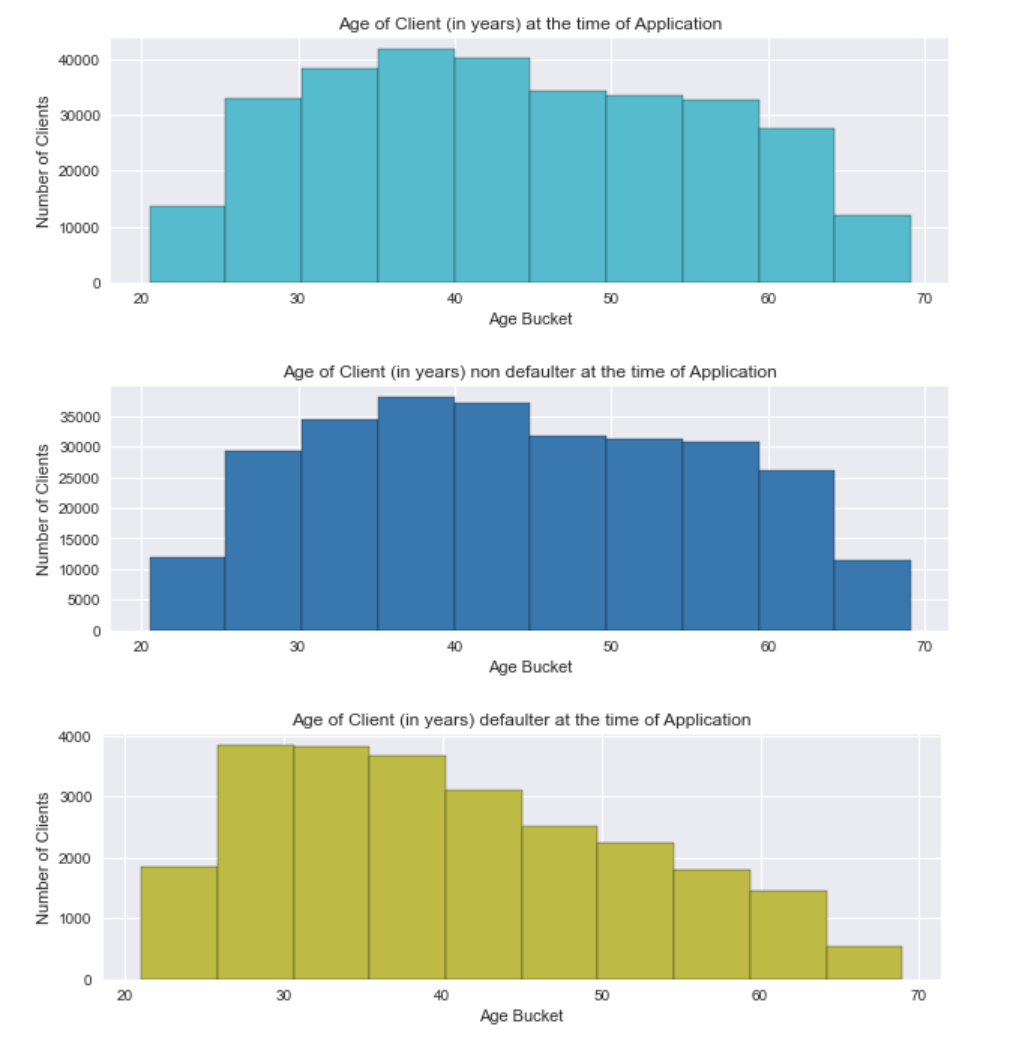 Age of Client (in years) at the time of Application
Number of Clients
40000
30000
20000
10000
0
20 30 40 50 60 70
Age Bucket
Age of Client (in years) non defaulter at the time of Application
Number of Clients
35000
30000
25000
20000
15000
10000
5000
0
20 30 40 50 60 70
Age Bucket
Age of Client (in years) defaulter at the time of Application
Number of Clients
4000
3000
2000
1000
0
20 30 40 50 60 70
Age Bucket